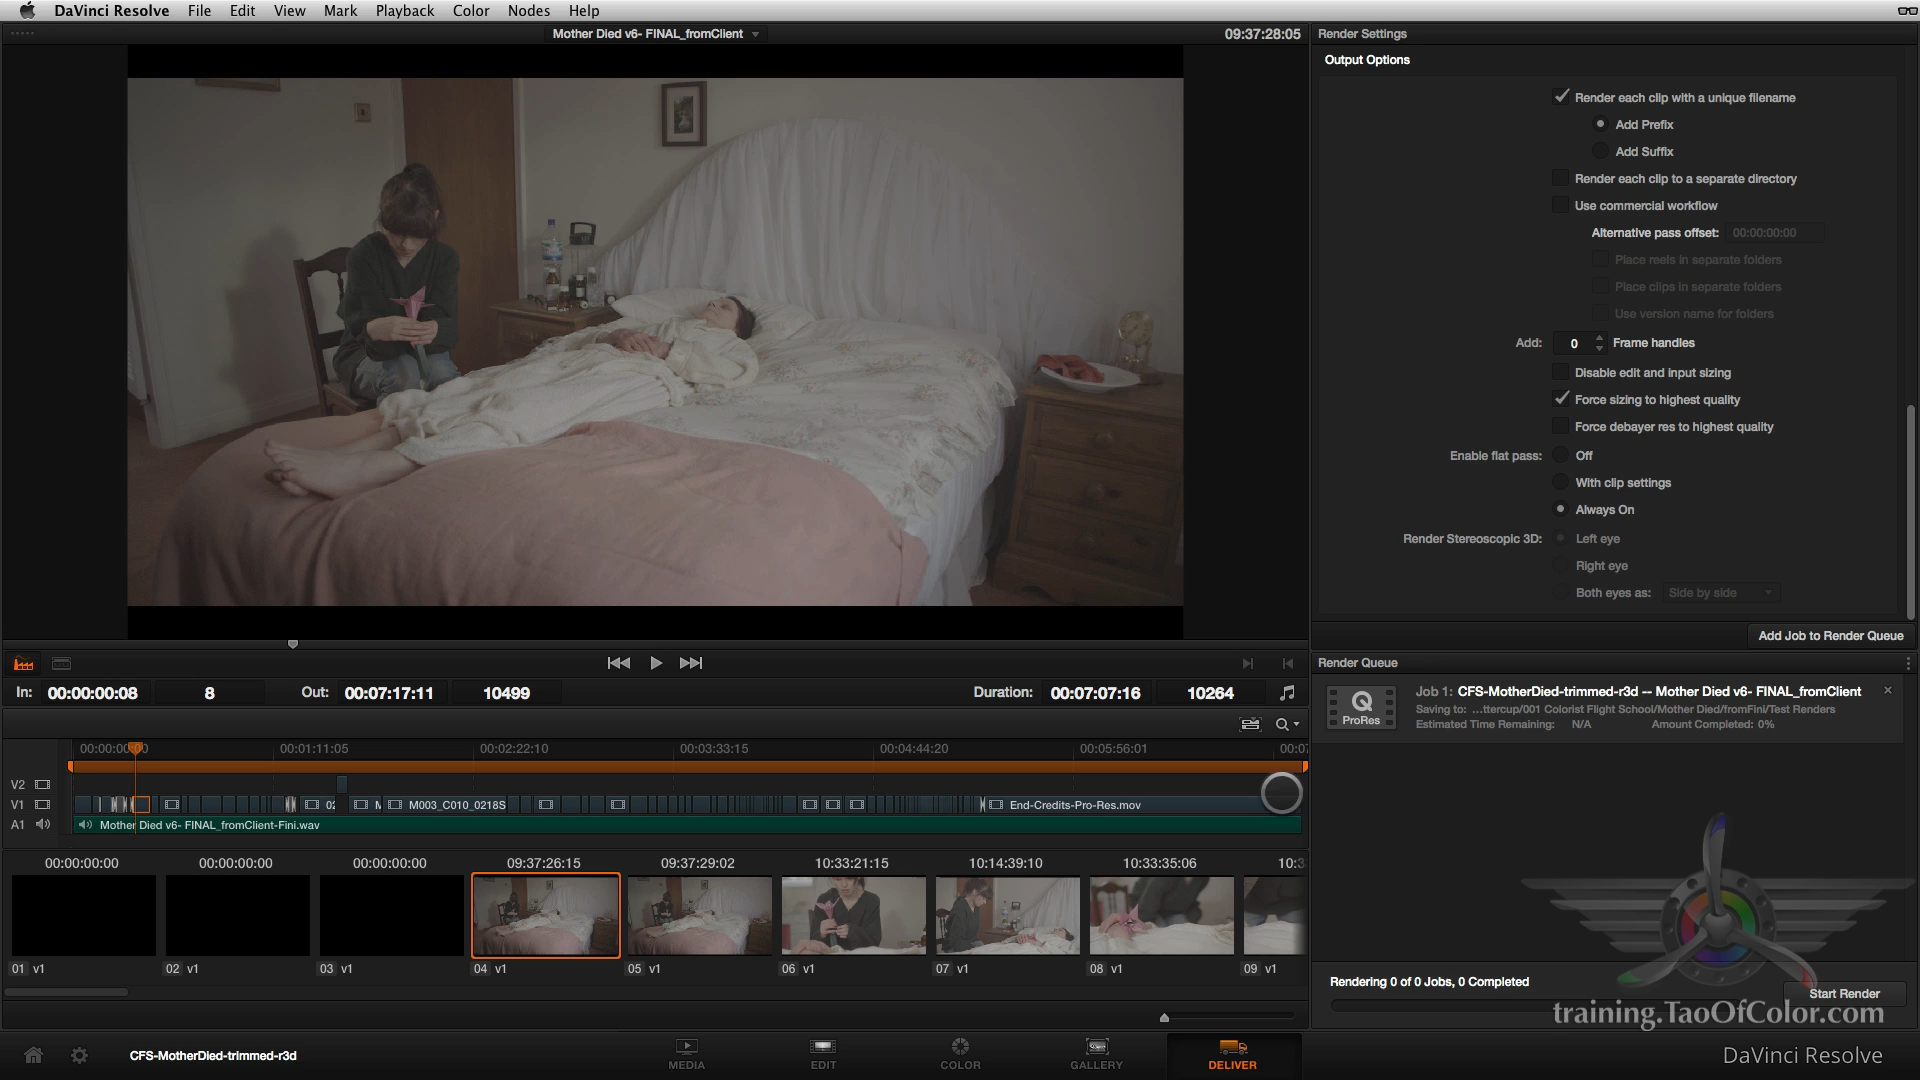 DaVinci Resolve File Edit View Mark Playback Color Nodes Help
Mother Died v6- FINAL_fromClient
09:37:28:05
Render Settings
Output Options
Render each clip with a unique filename
Add Prefix
Add Suffix
Render each clip to a separate directory
Use commercial workflow
Alternative pass offset: 00:00:00:00
Place reels in separate folders
Place clips in separate folders
Use version name for folders
Add: 0 Frame handles
Disable edit and input sizing
Force sizing to highest quality
Force debayer res to highest quality
Enable flat pass: Off
With clip settings
Always On
Render Stereoscopic 3D: Left eye
Right eye
Both eyes as: Side by side
Add Job to Render Queue
In: 00:00:00:08 8 Out: 00:07:17:11 10499 Duration: 00:07:07:16 10264
Render Queue
Q
ProRes
Job 1: CFS-MotherDied-trimmed-r3d -- Mother Died v6- FINAL_fromClient
Saving to: ...ttercup/001 Colorist Flight School/Mother Died/fromFini/Test Renders
Estimated Time Remaining: N/A Amount Completed: 0%
00:00:00:00 00:01:11:05 00:02:22:10 00:03:33:15 00:04:44:20 00:05:56:01 00:07
V2
V1 02 M M003_C010_0218S End-Credits-Pro-Res.mov
A1 Mother Died v6- FINAL_fromClient-Fini.wav
00:00:00:00 00:00:00:00 00:00:00:00 09:37:26:15 09:37:29:02 10:33:21:15 10:14:39:10 10:33:35:06 10:3
01 v1 02 v1 03 v1 04 v1 05 v1 06 v1 07 v1 08 v1 09 v1
Rendering 0 of 0 Jobs, 0 Completed
Start Render
training.TaoOfColor.com
CFS-MotherDied-trimmed-r3d
MEDIA EDIT COLOR GALLERY DELIVER
DaVinci Resolve